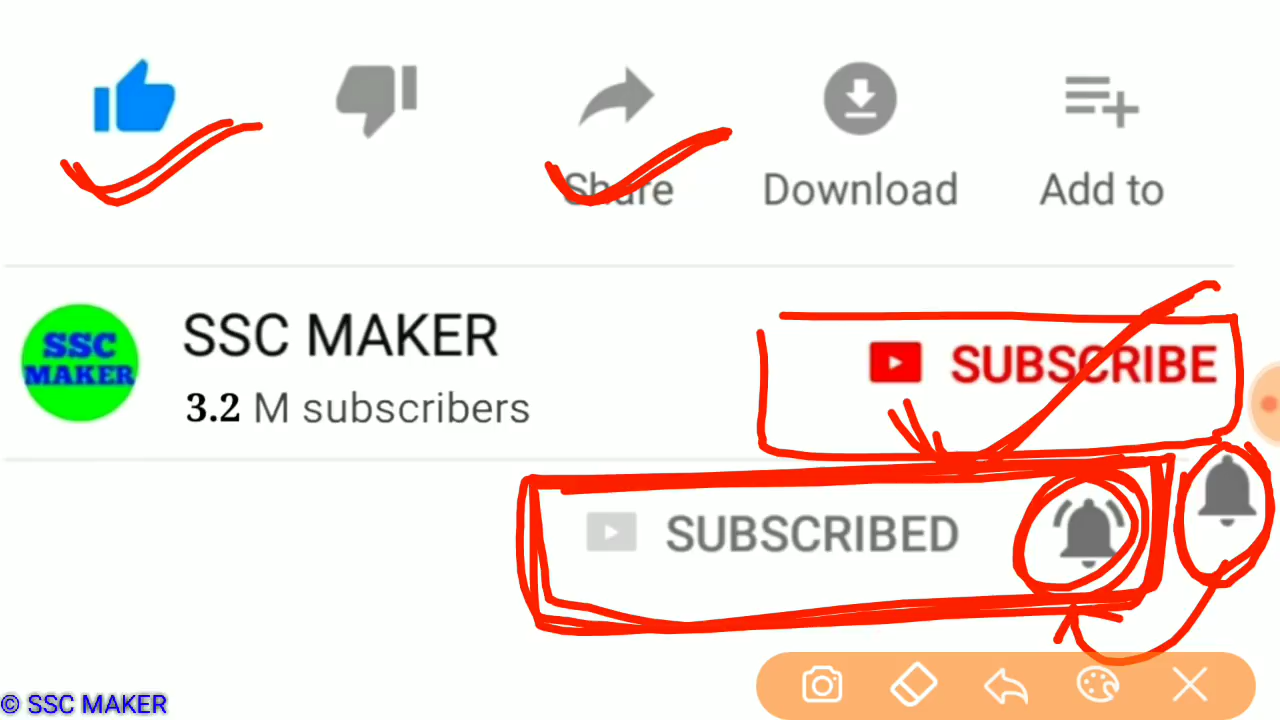 Share Download Add to
SSC
MAKER
SSC MAKER
3.2 M subscribers
SUBSCRIBE
SUBSCRIBED
© SSC MAKER